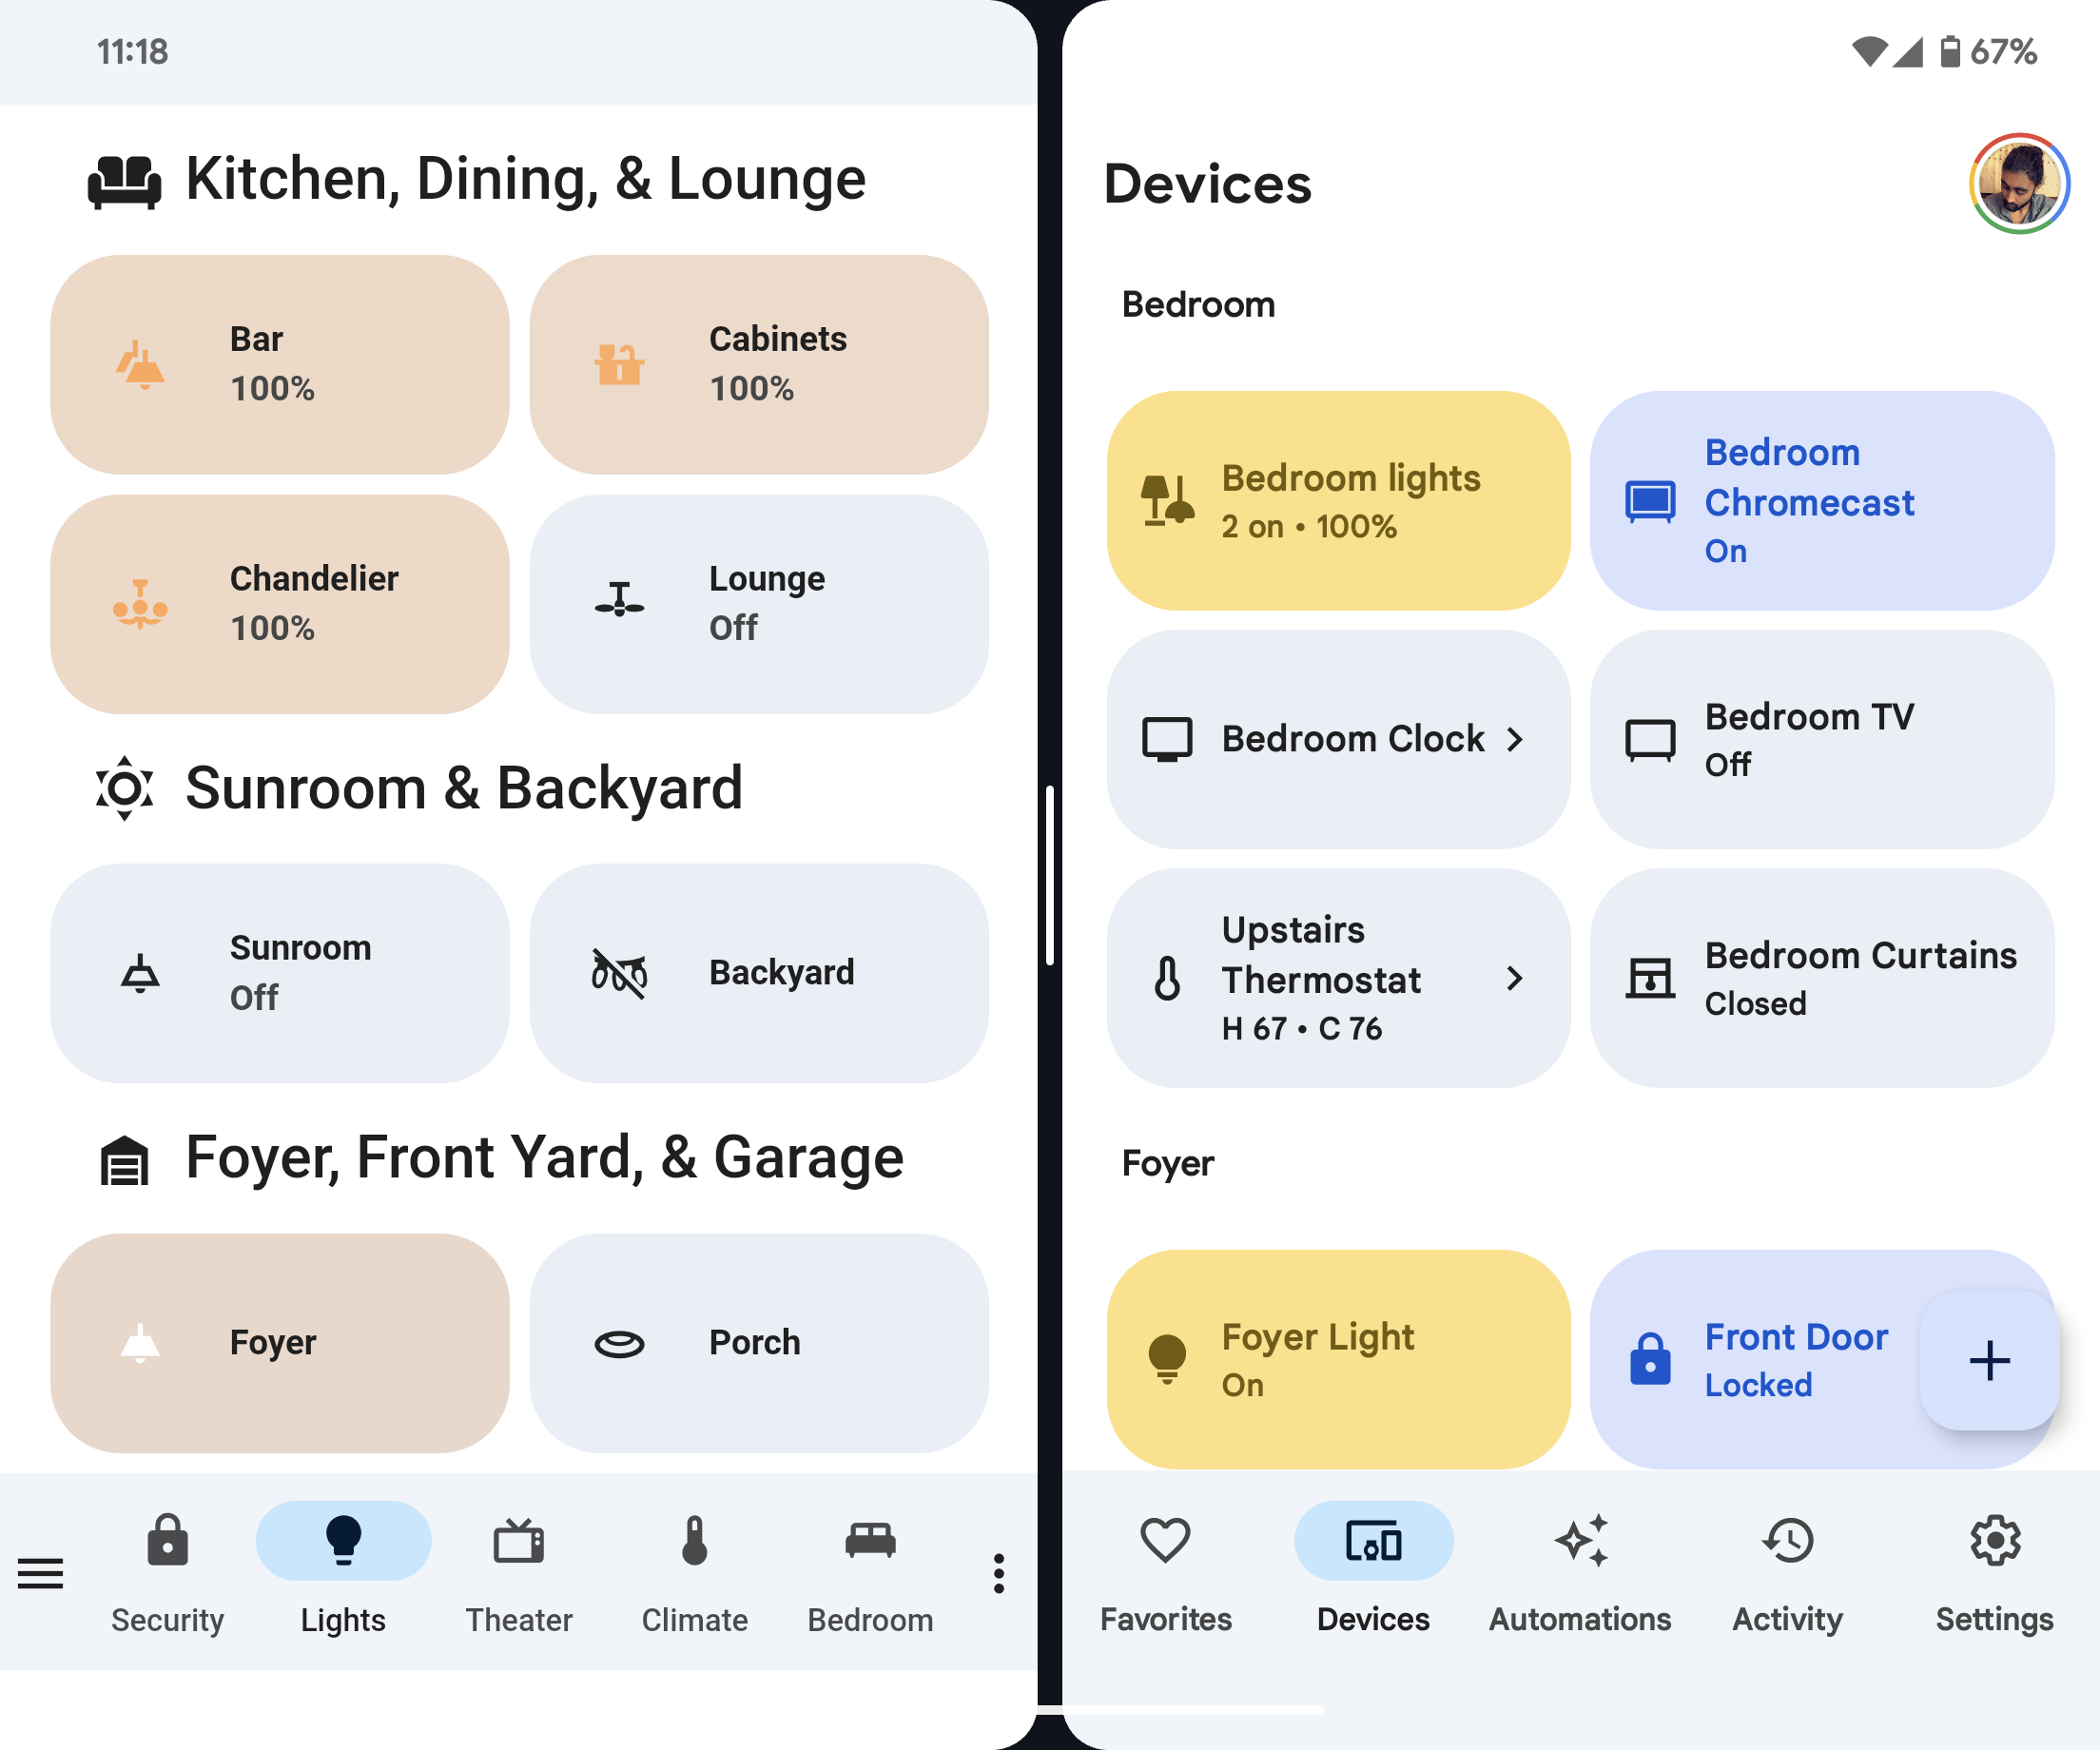 11:18
Kitchen, Dining, & Lounge
Bar
100%
Cabinets
100%
Chandelier
100%
Lounge
Off
Sunroom & Backyard
Sunroom
Off
Backyard
Foyer, Front Yard, & Garage
Foyer
Porch
Security
Lights
Theater
Climate
Bedroom
67%
Devices
Bedroom
Bedroom lights
2 on • 100%
Bedroom
Chromecast
On
Bedroom Clock
Bedroom TV
Off
Upstairs
Thermostat
H 67 • C 76
Bedroom Curtains
Closed
Foyer
Foyer Light
On
Front Door
Locked
Favorites
Devices
Automations
Activity
Settings